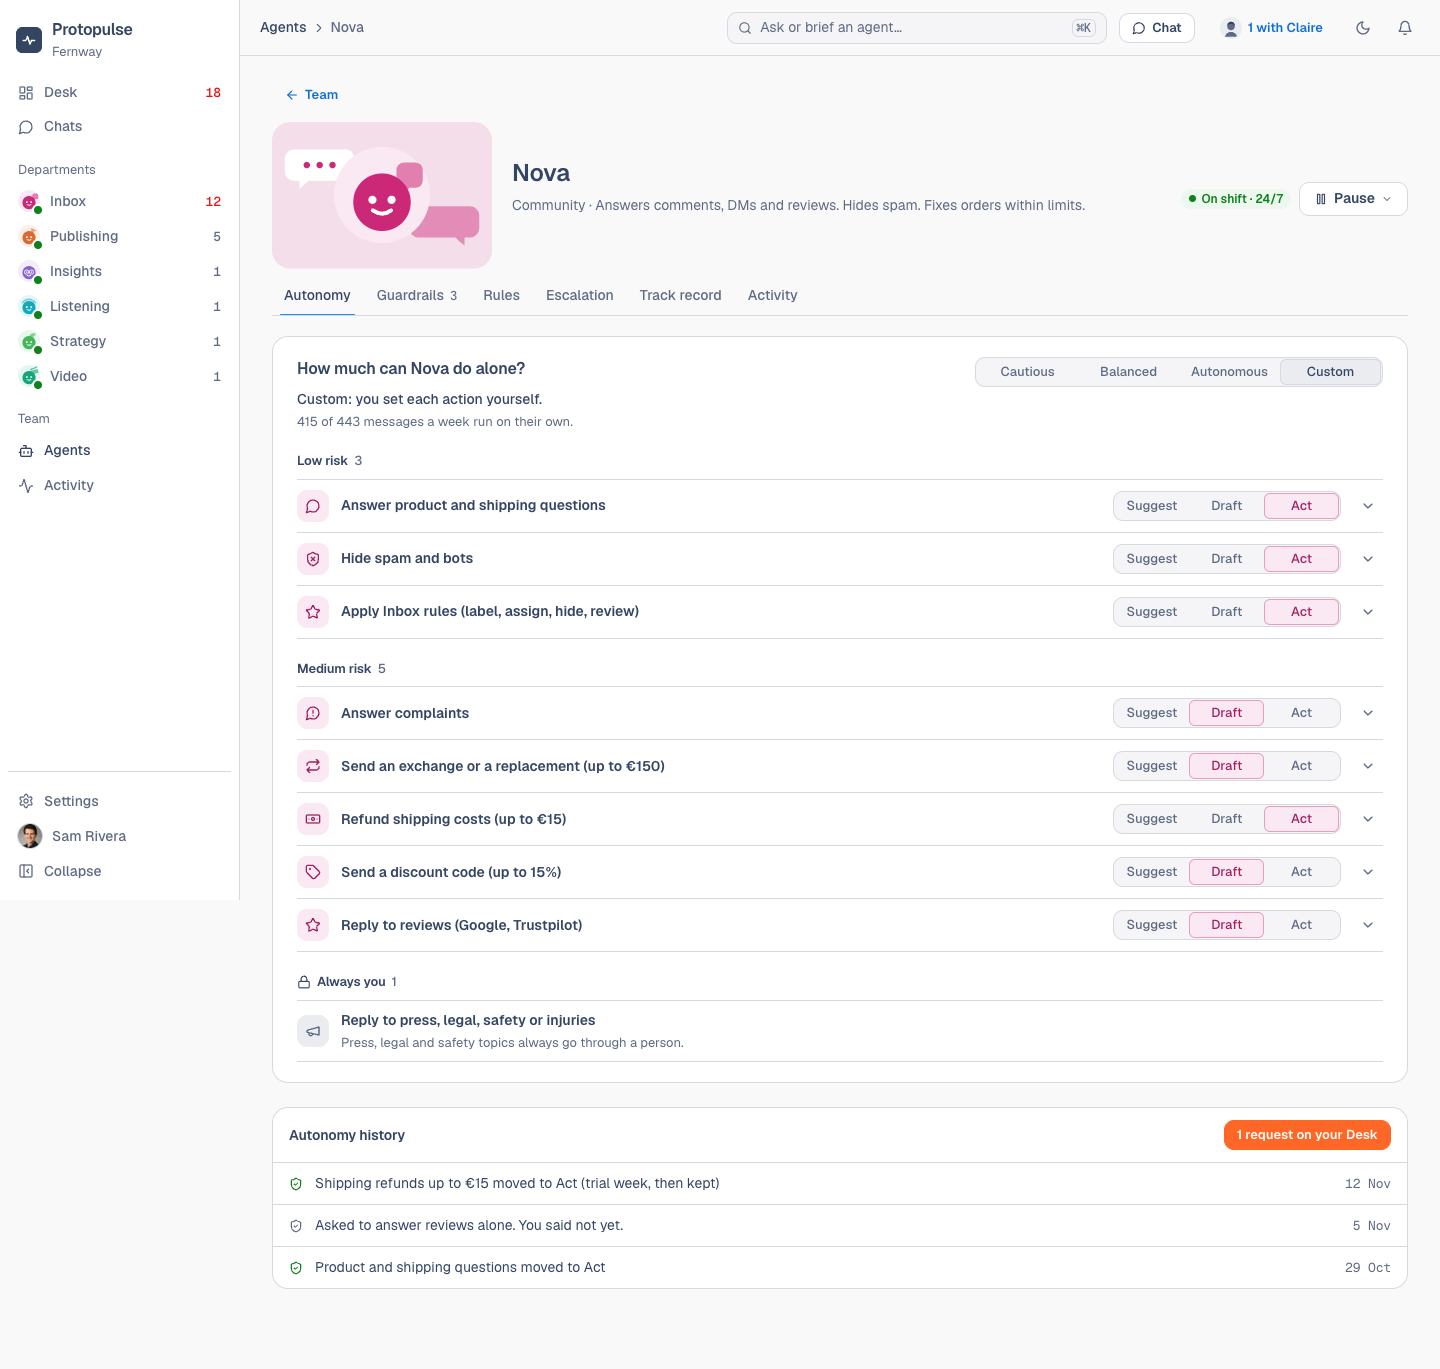 Protopulse
Fernway
Desk 18
Chats
Departments
Inbox 12
Publishing 5
Insights 1
Listening 1
Strategy 1
Video 1
Team
Agents
Activity
Settings
Sam Rivera
Collapse
Agents > Nova
Ask or brief an agent... ⌘K
Chat
1 with Claire
← Team
Nova
Community · Answers comments, DMs and reviews. Hides spam. Fixes orders within limits.
On shift · 24/7
Pause
Autonomy Guardrails 3 Rules Escalation Track record Activity
How much can Nova do alone?
Cautious Balanced Autonomous Custom
Custom: you set each action yourself.
415 of 443 messages a week run on their own.
Low risk 3
Answer product and shipping questions Suggest Draft Act
Hide spam and bots Suggest Draft Act
Apply Inbox rules (label, assign, hide, review) Suggest Draft Act
Medium risk 5
Answer complaints Suggest Draft Act
Send an exchange or a replacement (up to €150) Suggest Draft Act
Refund shipping costs (up to €15) Suggest Draft Act
Send a discount code (up to 15%) Suggest Draft Act
Reply to reviews (Google, Trustpilot) Suggest Draft Act
Always you 1
Reply to press, legal, safety or injuries
Press, legal and safety topics always go through a person.
Autonomy history 1 request on your Desk
Shipping refunds up to €15 moved to Act (trial week, then kept) 12 Nov
Asked to answer reviews alone. You said not yet. 5 Nov
Product and shipping questions moved to Act 29 Oct